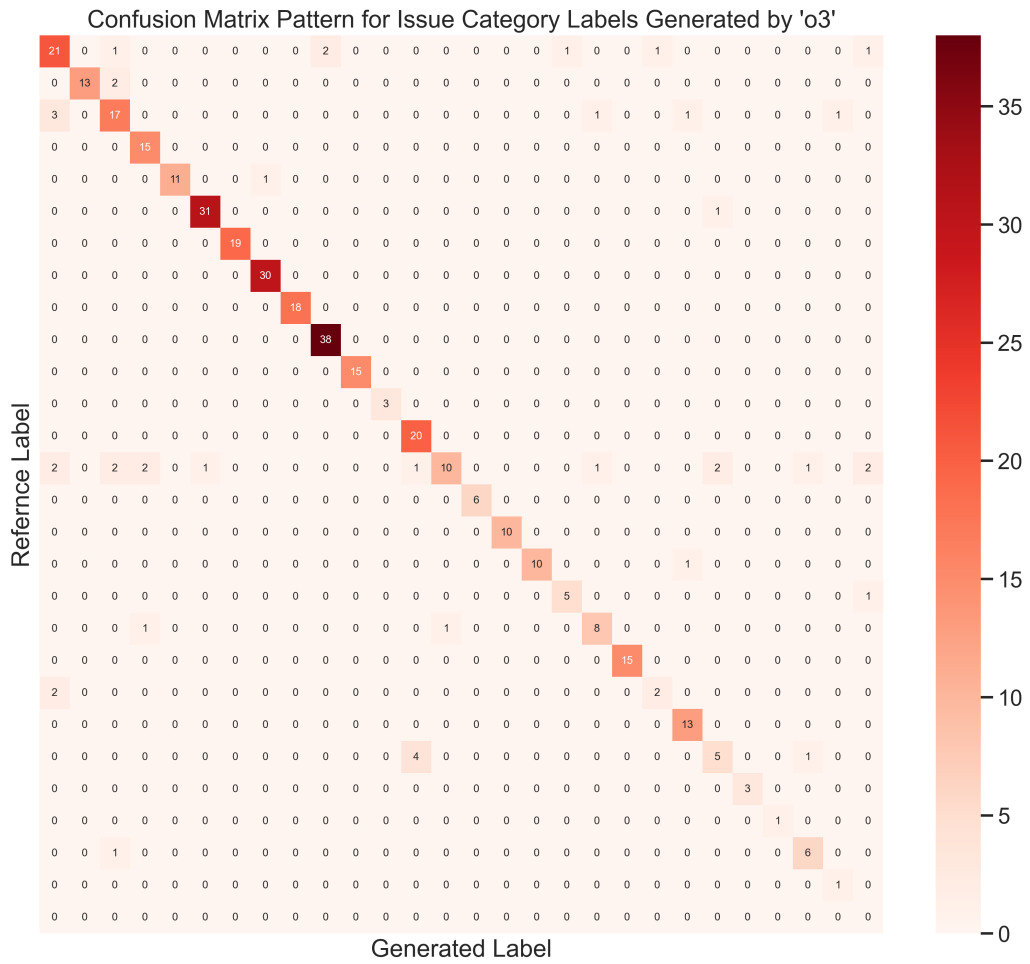 Confusion Matrix Pattern for Issue Category Labels Generated by 'o3'
21 0 1 0 0 0 0 0 0 2 0 0 0 0 0 0 0 1 0 0 1 0 0 0 0 0 0 1
0 13 2 0 0 0 0 0 0 0 0 0 0 0 0 0 0 0 0 0 0 0 0 0 0 0 0 0
3 0 17 0 0 0 0 0 0 0 0 0 0 0 0 0 0 0 1 0 0 1 0 0 0 0 1 0
0 0 0 15 0 0 0 0 0 0 0 0 0 0 0 0 0 0 0 0 0 0 0 0 0 0 0 0
0 0 0 0 11 0 0 1 0 0 0 0 0 0 0 0 0 0 0 0 0 0 0 0 0 0 0 0
0 0 0 0 0 31 0 0 0 0 0 0 0 0 0 0 0 0 0 0 0 0 1 0 0 0 0 0
0 0 0 0 0 0 19 0 0 0 0 0 0 0 0 0 0 0 0 0 0 0 0 0 0 0 0 0
0 0 0 0 0 0 0 30 0 0 0 0 0 0 0 0 0 0 0 0 0 0 0 0 0 0 0 0
0 0 0 0 0 0 0 0 18 0 0 0 0 0 0 0 0 0 0 0 0 0 0 0 0 0 0 0
0 0 0 0 0 0 0 0 0 38 0 0 0 0 0 0 0 0 0 0 0 0 0 0 0 0 0 0
0 0 0 0 0 0 0 0 0 0 15 0 0 0 0 0 0 0 0 0 0 0 0 0 0 0 0 0
0 0 0 0 0 0 0 0 0 0 0 3 0 0 0 0 0 0 0 0 0 0 0 0 0 0 0 0
0 0 0 0 0 0 0 0 0 0 0 0 20 0 0 0 0 0 0 0 0 0 0 0 0 0 0 0
2 0 2 2 0 1 0 0 0 0 0 0 1 10 0 0 0 0 1 0 0 0 2 0 0 1 0 2
0 0 0 0 0 0 0 0 0 0 0 0 0 0 6 0 0 0 0 0 0 0 0 0 0 0 0 0
0 0 0 0 0 0 0 0 0 0 0 0 0 0 0 10 0 0 0 0 0 0 0 0 0 0 0 0
0 0 0 0 0 0 0 0 0 0 0 0 0 0 0 0 10 0 0 0 0 1 0 0 0 0 0 0
0 0 0 0 0 0 0 0 0 0 0 0 0 0 0 0 0 5 0 0 0 0 0 0 0 0 0 1
0 0 0 1 0 0 0 0 0 0 0 0 0 1 0 0 0 0 8 0 0 0 0 0 0 0 0 0
0 0 0 0 0 0 0 0 0 0 0 0 0 0 0 0 0 0 0 15 0 0 0 0 0 0 0 0
2 0 0 0 0 0 0 0 0 0 0 0 0 0 0 0 0 0 0 0 2 0 0 0 0 0 0 0
0 0 0 0 0 0 0 0 0 0 0 0 0 0 0 0 0 0 0 0 0 13 0 0 0 0 0 0
0 0 0 0 0 0 0 0 0 0 0 0 4 0 0 0 0 0 0 0 0 0 5 0 0 1 0 0
0 0 0 0 0 0 0 0 0 0 0 0 0 0 0 0 0 0 0 0 0 0 0 3 0 0 0 0
0 0 0 0 0 0 0 0 0 0 0 0 0 0 0 0 0 0 0 0 0 0 0 0 1 0 0 0
0 0 1 0 0 0 0 0 0 0 0 0 0 0 0 0 0 0 0 0 0 0 0 0 0 6 0 0
0 0 0 0 0 0 0 0 0 0 0 0 0 0 0 0 0 0 0 0 0 0 0 0 0 0 1 0
0 0 0 0 0 0 0 0 0 0 0 0 0 0 0 0 0 0 0 0 0 0 0 0 0 0 0 0
Refernce Label
Generated Label
35
30
25
20
15
10
5
0